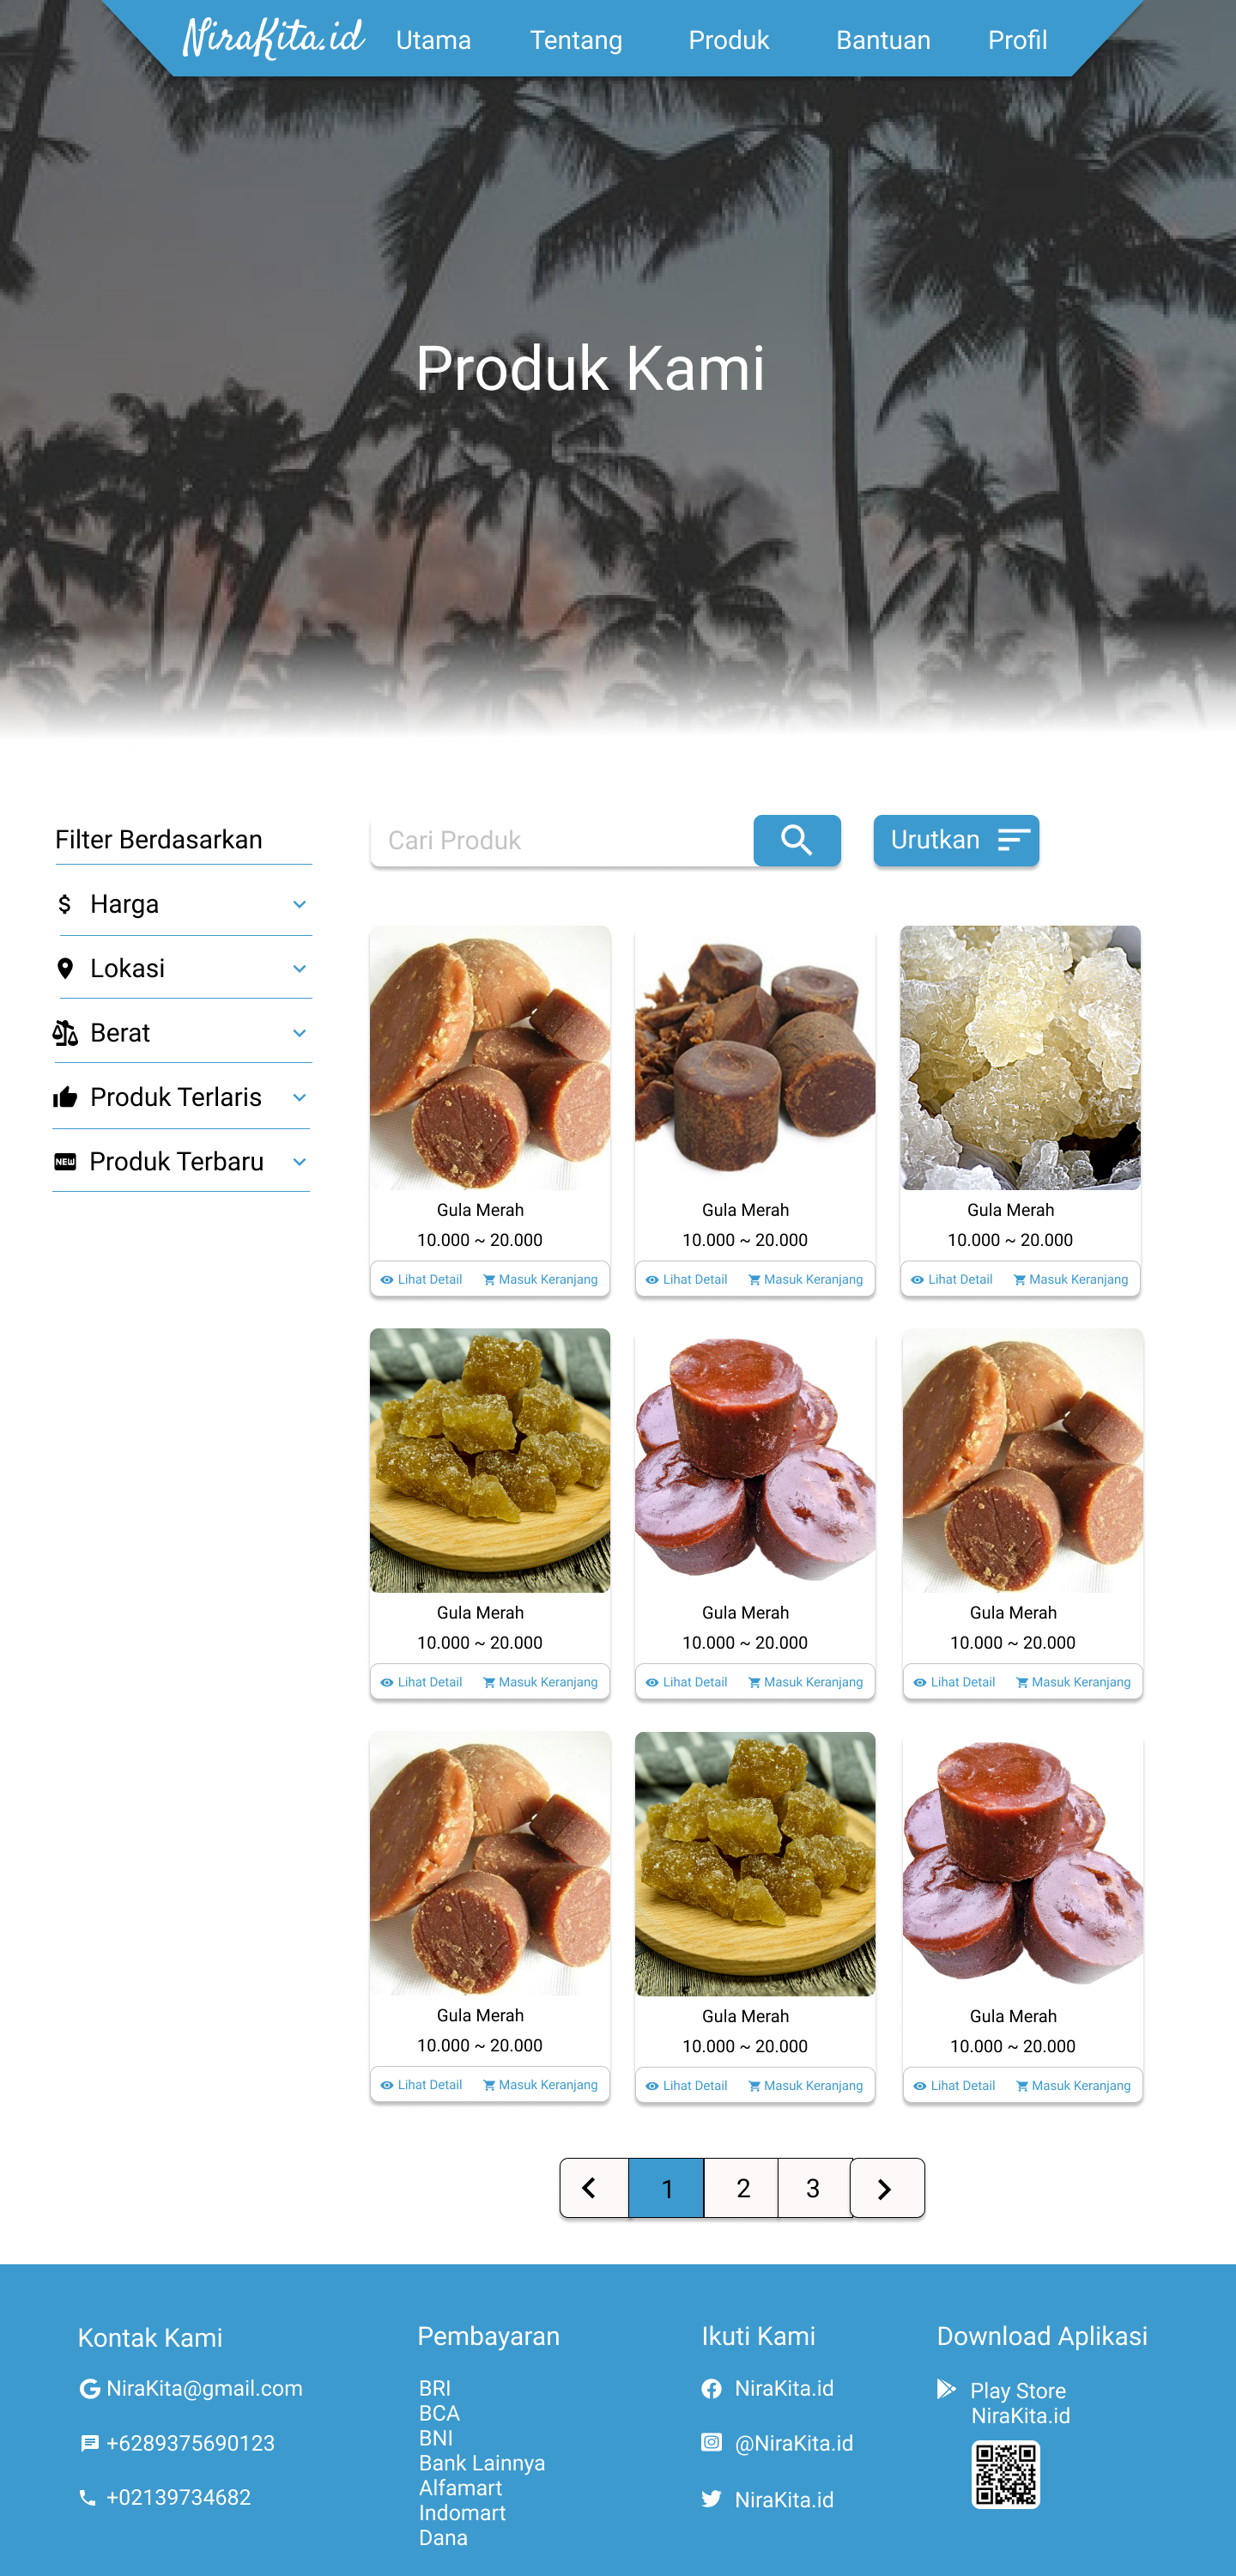 NiraKita.id Utama Tentang Produk Bantuan Profil
Produk Kami
Filter Berdasarkan
Harga
Lokasi
Berat
Produk Terlaris
NEW Produk Terbaru
Cari Produk
Urutkan
Gula Merah
10.000 ~ 20.000
Lihat Detail Masuk Keranjang
Gula Merah
10.000 ~ 20.000
Lihat Detail Masuk Keranjang
Gula Merah
10.000 ~ 20.000
Lihat Detail Masuk Keranjang
Gula Merah
10.000 ~ 20.000
Lihat Detail Masuk Keranjang
Gula Merah
10.000 ~ 20.000
Lihat Detail Masuk Keranjang
Gula Merah
10.000 ~ 20.000
Lihat Detail Masuk Keranjang
Gula Merah
10.000 ~ 20.000
Lihat Detail Masuk Keranjang
Gula Merah
10.000 ~ 20.000
Lihat Detail Masuk Keranjang
Gula Merah
10.000 ~ 20.000
Lihat Detail Masuk Keranjang
1 2 3
Kontak Kami
NiraKita@gmail.com
+6289375690123
+02139734682
Pembayaran
BRI
BCA
BNI
Bank Lainnya
Alfamart
Indomart
Dana
Ikuti Kami
NiraKita.id
@NiraKita.id
NiraKita.id
Download Aplikasi
Play Store
NiraKita.id